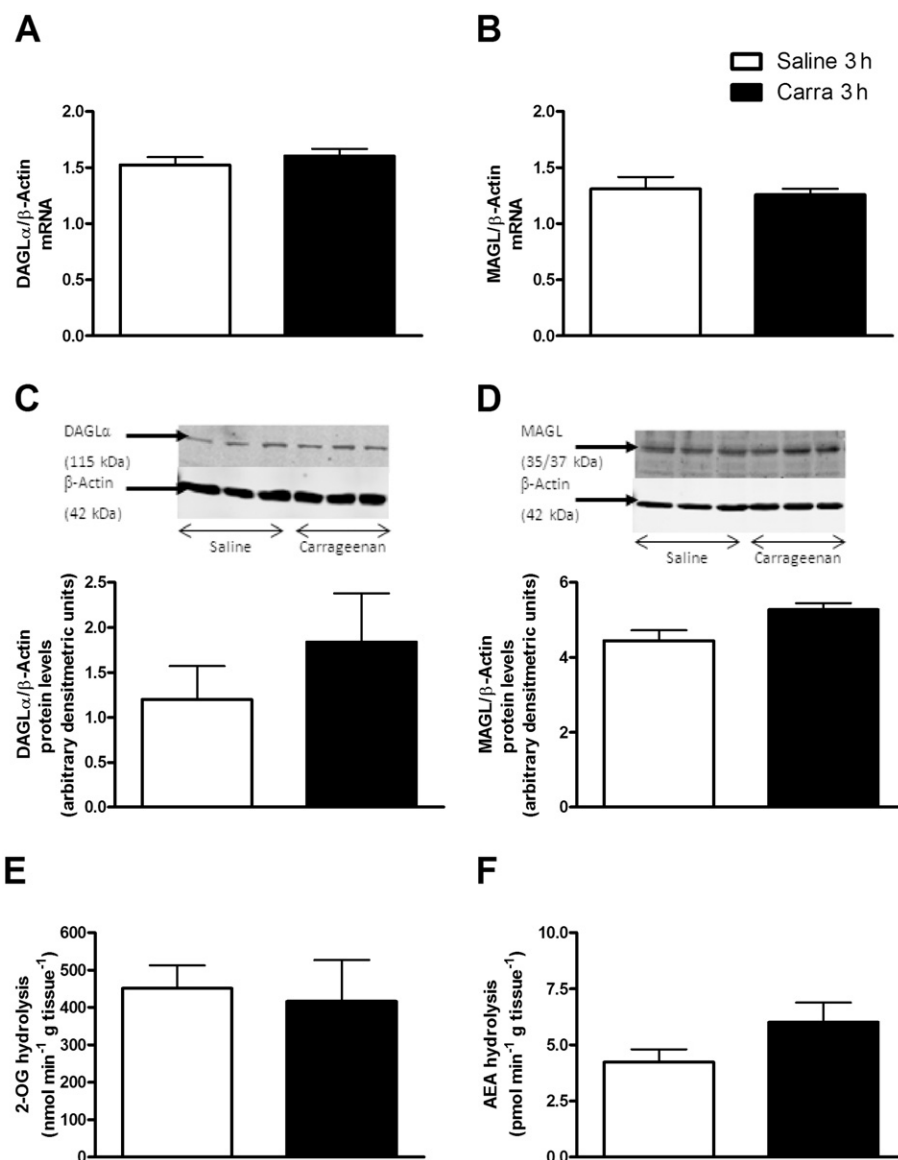 A
B
Saline 3 h
Carra 3 h
DAGLα/β-Actin
mRNA
2.0
1.5
1.0
0.5
0.0
MAGL/β-Actin
mRNA
2.0
1.5
1.0
0.5
0.0
C
DAGLα
(115 kDa)
β-Actin
(42 kDa)
Saline
Carrageenan
DAGLα/β-Actin
protein levels
(arbitrary densitmetric units)
2.5
2.0
1.5
1.0
0.5
0.0
D
MAGL
(35/37 kDa)
β-Actin
(42 kDa)
Saline
Carrageenan
MAGL/β-Actin
protein levels
(arbitrary densitmetric units)
6
4
2
0
E
2-OG hydrolysis
(nmol min⁻¹ g tissue⁻¹)
600
500
400
300
200
100
0
F
AEA hydrolysis
(pmol min⁻¹ g tissue⁻¹)
10.0
7.5
5.0
2.5
0.0